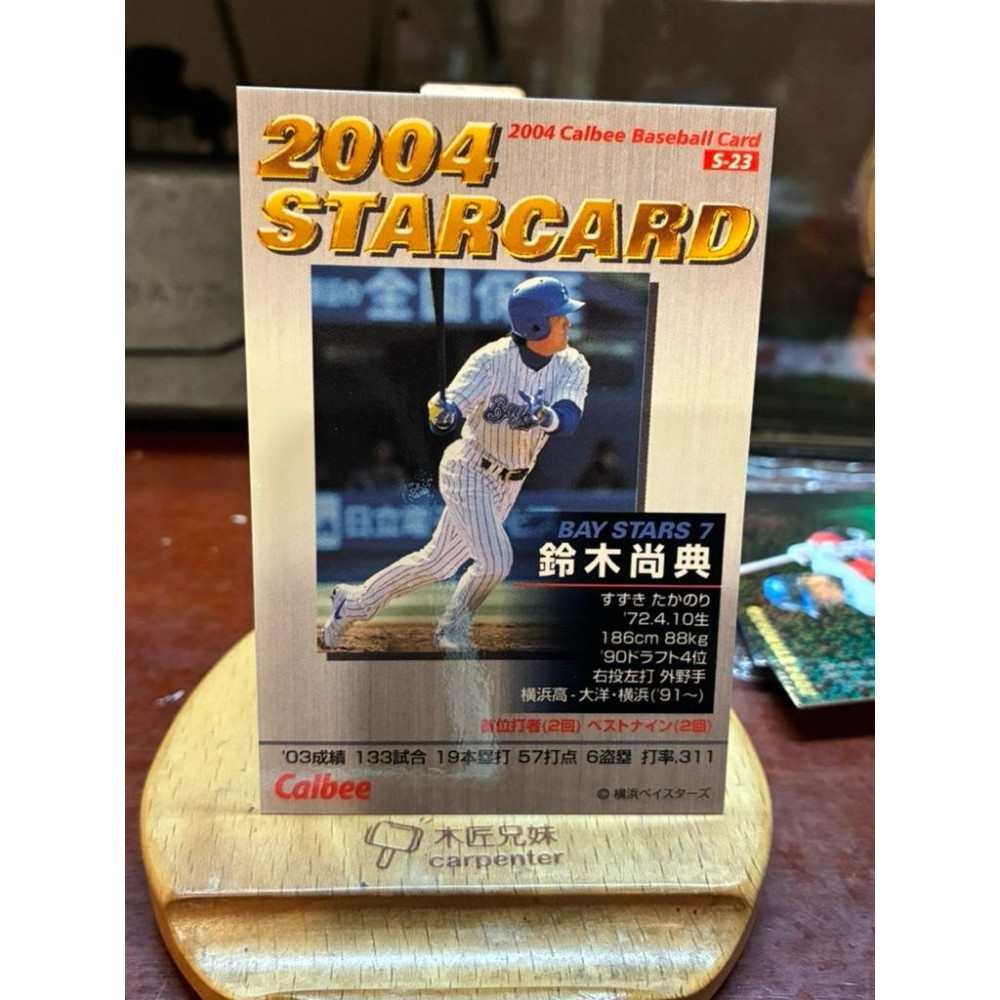 2004
STARCARD
2004 Calbee Baseball Card
S-23
全国
Bay
日立
BAY STARS 7
鈴木尚典
すずき たかのり
'72.4.10生
186cm 88kg
'90ドラフト4位
右投左打 外野手
横浜高-大洋・横浜('91〜)
首位打者(2回) ベストナイン(2回)
'03成績 133試合 19本塁打 57打点 6盗塁 打率.311
Calbee
© 横浜ベイスターズ
木匠兄妹
carpenter